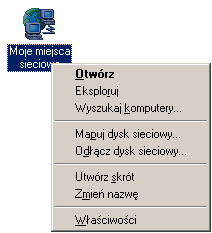 Moje miejsca
sieciowe
Otwórz
Eksploruj
Wyszukaj komputery...
Mapuj dysk sieciowy...
Odłącz dysk sieciowy...
Utwórz skrót
Zmień nazwę
Właściwości